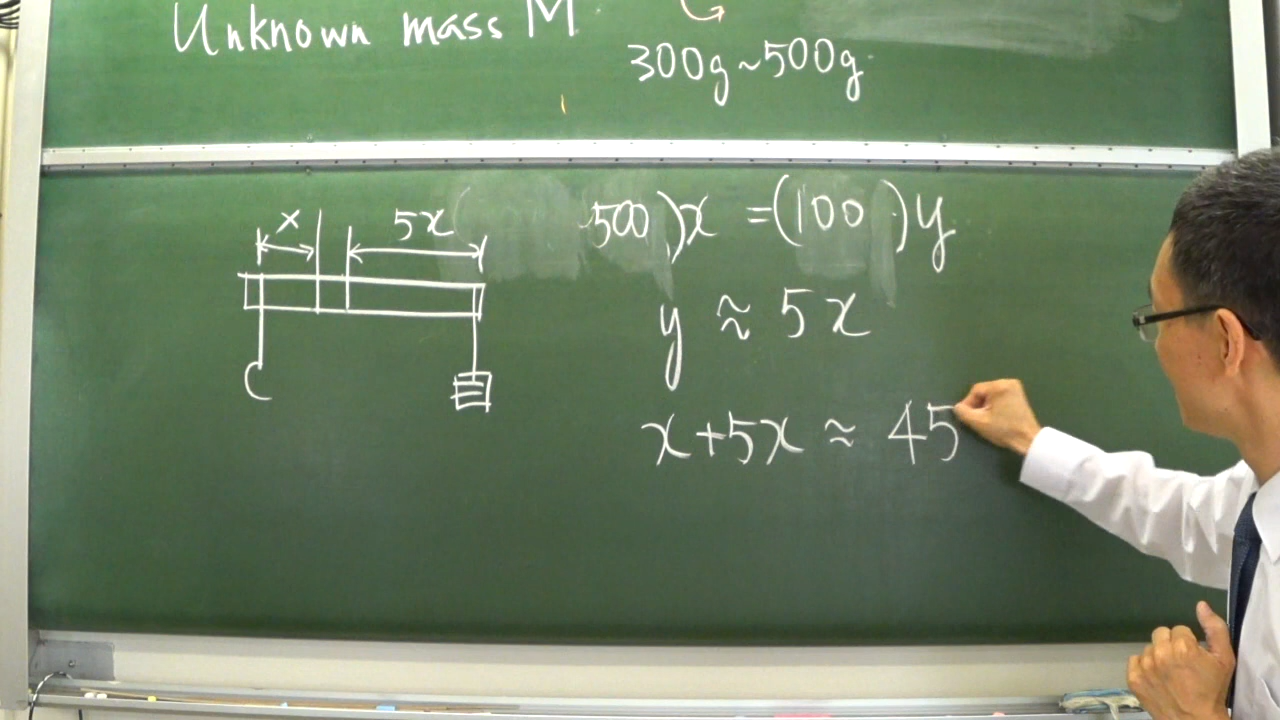 Unknown mass M
300g~500g
x
5x
500)x =(100 )y
y ≈ 5x
x+5x ≈ 45
C